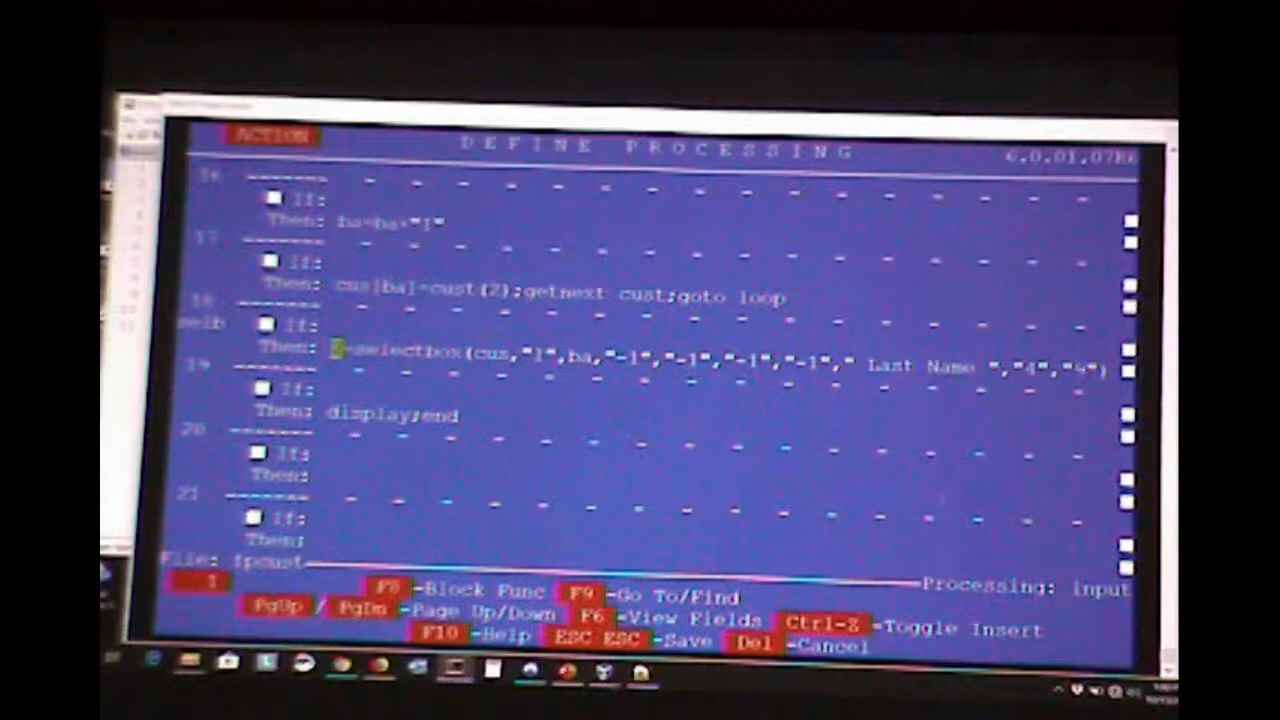 ACTION DEFINE PROCESSING 6.0.01.07R6
16 -------
If:
Then: ba=ba+"1"
17 -------
If:
Then: cus[ba]=cust(2);getnext cust;goto loop
18 -------
selb If:
Then: =selectbox(cus,"1",ba,"-1","-1","-1","-1"," Last Name ","4","9")
19 -------
If:
Then: display;end
20 -------
If:
Then:
21 -------
If:
Then:
File: fpcust Processing: input
1 F8 -Block Func F9 -Go To/Find
PgUp / PgDn -Page Up/Down F6 -View Fields Ctrl-Z -Toggle Insert
F10 -Help ESC ESC -Save Del -Cancel